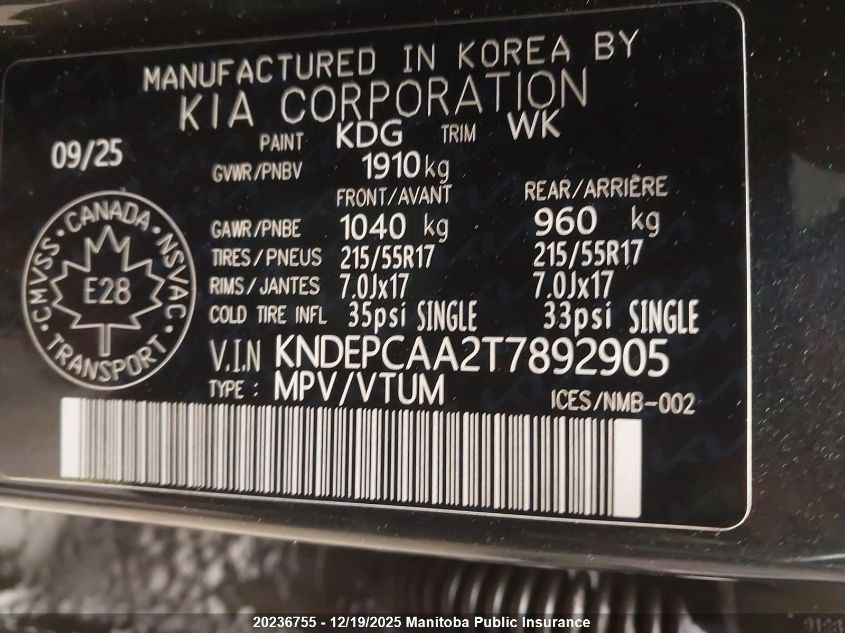 MANUFACTURED IN KOREA BY
KIA CORPORATION
09/25 PAINT KDG TRIM WK
GVWR/PNBV 1910kg
FRONT/AVANT REAR/ARRIÈRE
GAWR/PNBE 1040 kg 960 kg
TIRES/PNEUS 215/55R17 215/55R17
RIMS/JANTES 7.0Jx17 7.0Jx17
COLD TIRE INFL 35psi SINGLE 33psi SINGLE
V.I.N KNDEPCAA2T7892905
TYPE : MPV/VTUM ICES/NMB-002
CMVSS · CANADA · NSVAC · TRANSPORT ·
E28
20236755 - 12/19/2025 Manitoba Public Insurance